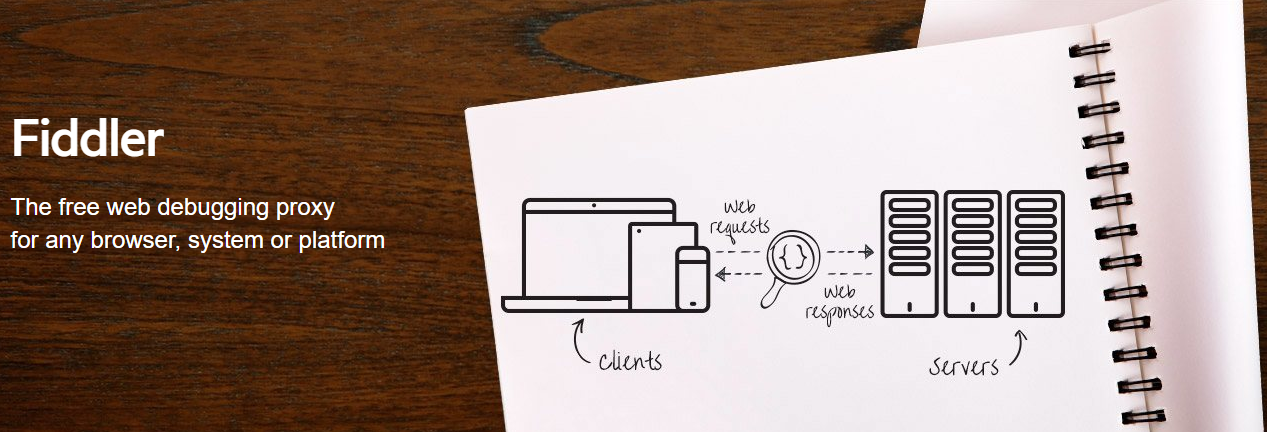 Fiddler
The free web debugging proxy
for any browser, system or platform
web
requests
{ }
web
responses
clients
servers